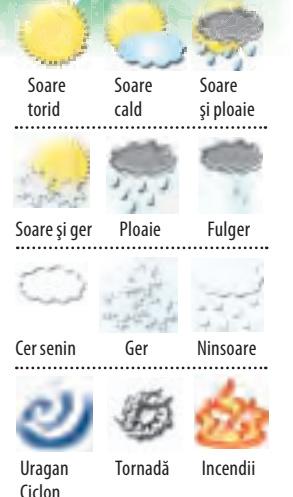 Soare torid
Soare cald
Soare şi ploaie
Soare şi ger
Ploaie
Fulger
Cer senin
Ger
Ninsoare
Uragan Ciclon
Tornadă
Incendii